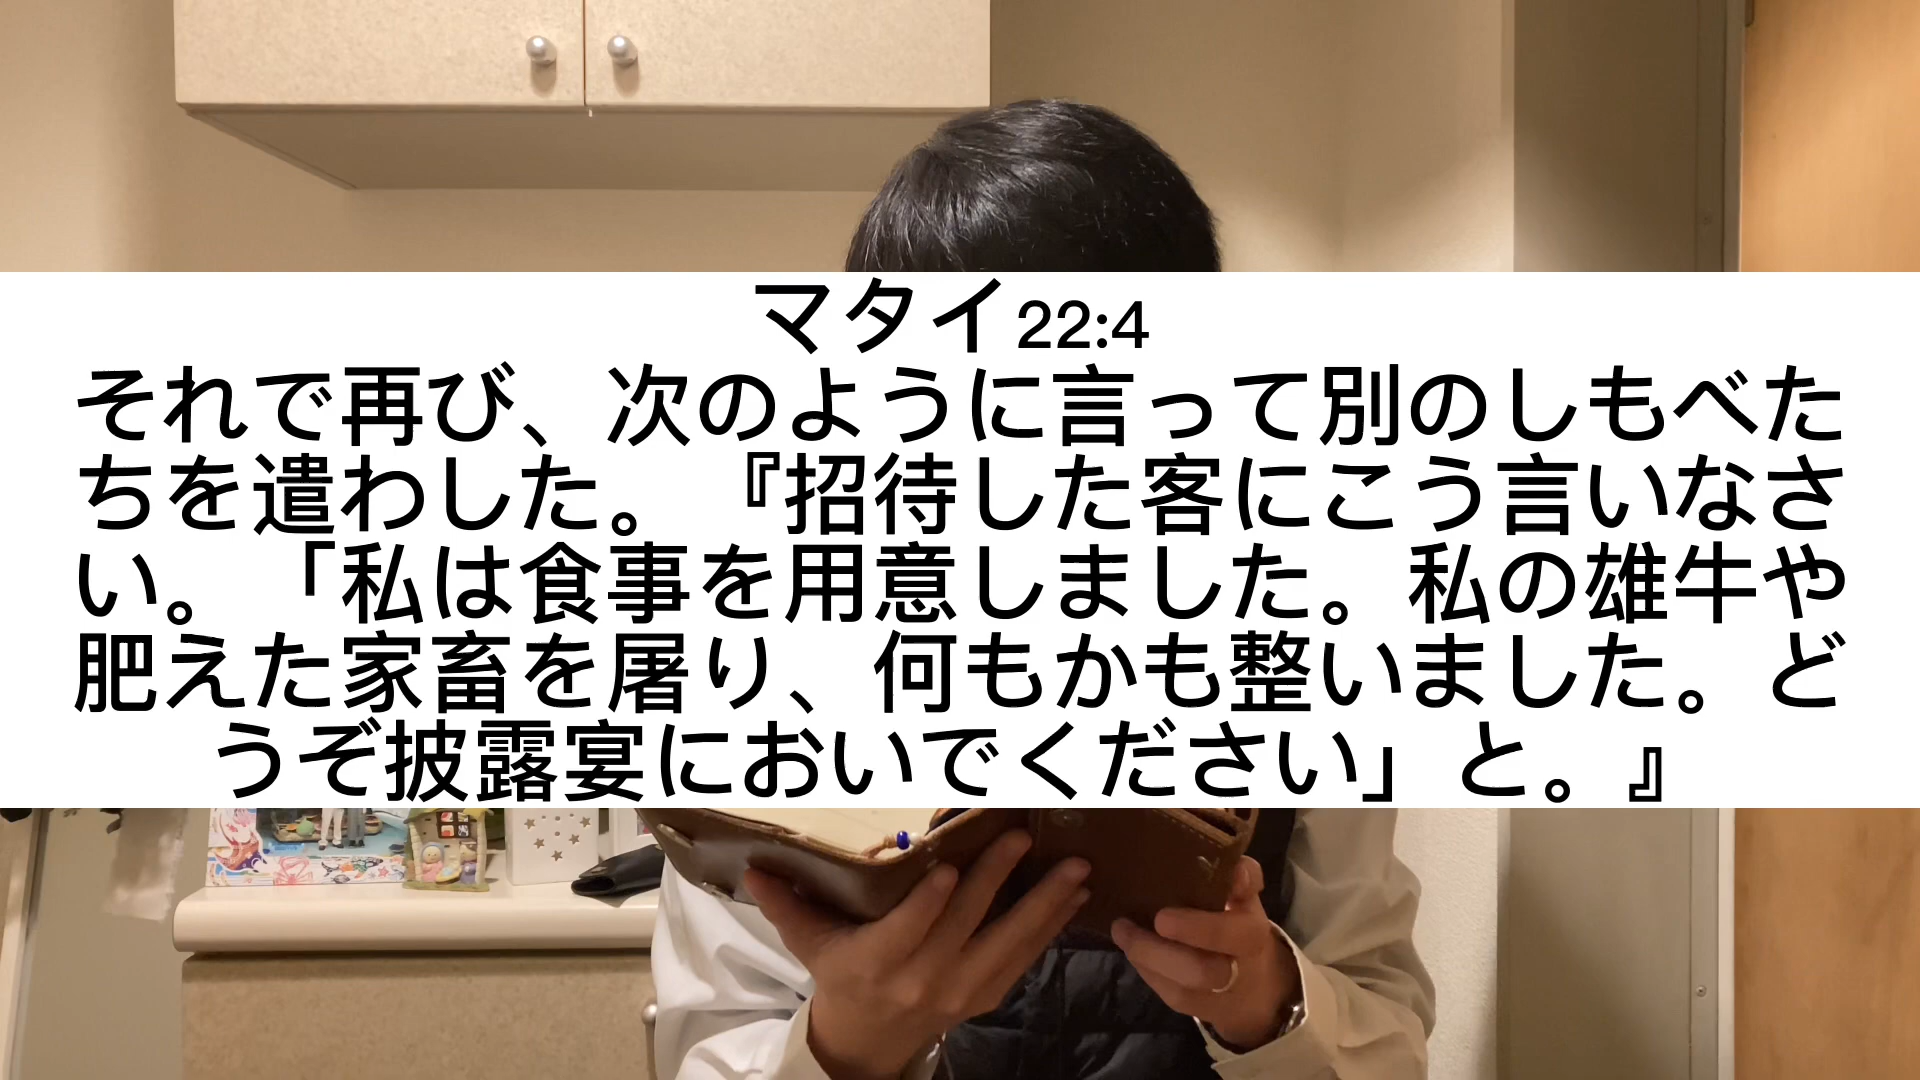 マタイ22:4
それで再び、次のように言って別のしもべた
ちを遣わした。『招待した客にこう言いなさ
い。「私は食事を用意しました。私の雄牛や
肥えた家畜を屠り、何もかも整いました。ど
うぞ披露宴においでください」と。』